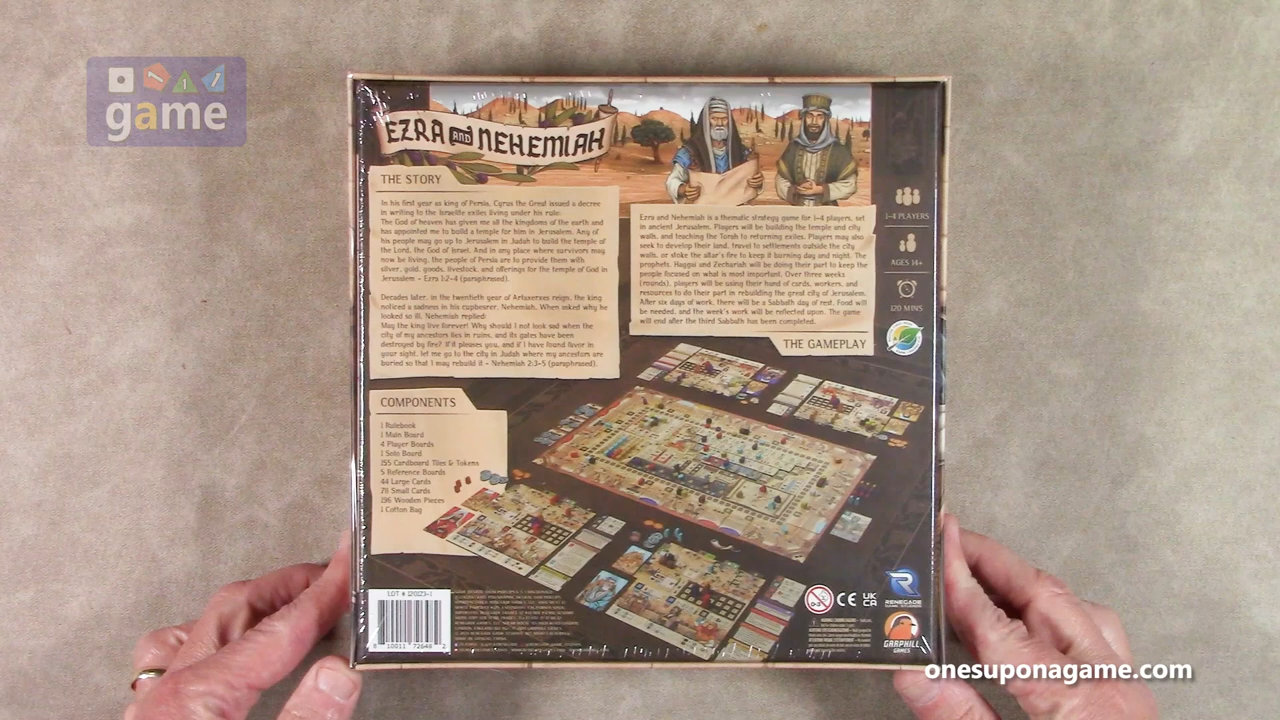 game
EZRA AND NEHEMIAH
THE STORY
In his first year as king of Persia, Cyrus the Great issued a decree
in writing to the Israelite exiles living under his rule:
The God of heaven has given me all the kingdoms of the earth and
has appointed me to build a temple for him in Jerusalem. Any of
his people may go up to Jerusalem in Judah to build the temple of
the Lord, the God of Israel. And in any place where survivors may
now be living, the people of Persia are to provide them with
silver, gold, goods, livestock, and offerings for the temple of God in
Jerusalem - Ezra 1:2-4 (paraphrased).
Decades later, in the twentieth year of Artaxerxes reign, the king
noticed a sadness in his cupbearer, Nehemiah. When asked why he
looked so ill, Nehemiah replied:
May the king live forever! Why should I not look sad when the
city of my ancestors lies in ruins, and its gates have been
destroyed by fire? If it pleases you, and if I have found favor in
your sight, let me go to the city in Judah where my ancestors are
buried so that I may rebuild it - Nehemiah 2:3-5 (paraphrased).
Ezra and Nehemiah is a thematic strategy game for 1-4 players, set
in ancient Jerusalem. Players will be building the temple and city
walls, and teaching the Torah to returning exiles. Players may also
seek to develop their land, travel to settlements outside the city
walls, or stoke the altar's fire to keep it burning day and night. The
prophets, Haggai and Zechariah will be doing their part to keep the
people focused on what is most important. Over three weeks
(rounds), players will be using their hand of cards, workers, and
resources to do their part in rebuilding the great city of Jerusalem.
After six days of work, there will be a Sabbath day of rest. Food will
be needed, and the week's work will be reflected upon. The game
will end after the third Sabbath has been completed.
THE GAMEPLAY
1-4 PLAYERS
AGES 14+
120 MINS
COMPONENTS
1 Rulebook
1 Main Board
4 Player Boards
1 Solo Board
155 Cardboard Tiles & Tokens
5 Reference Boards
44 Large Cards
Small Cards
196 Wooden Pieces
1 Cotton Bag
LOT # 120123-1
8 10011 72648 2
0-3
CE
UK
CA
RENEGADE
GAME STUDIOS
GARPHILL
GAMES
onesuponagame.com